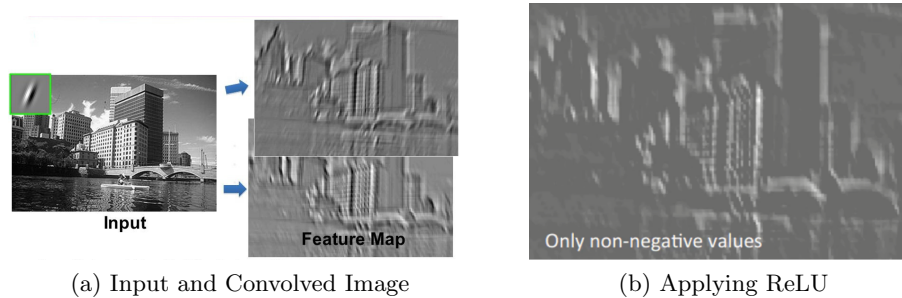 Input
Feature Map
Only non-negative values
(a) Input and Convolved Image
(b) Applying ReLU